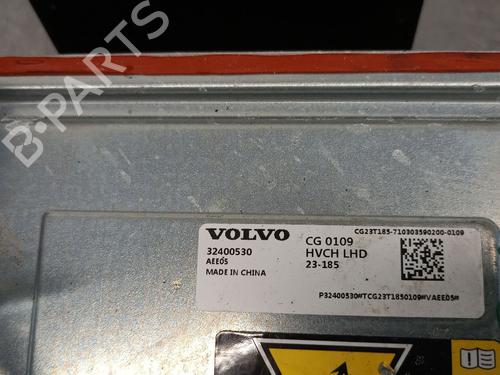 B-PARTS
VOLVO
32400530
AEE05
MADE IN CHINA
CG 0109
HVCH LHD
23-185
CG23T185-710303590200-0109
P32400530#TCG23T1850109#VAEE05#